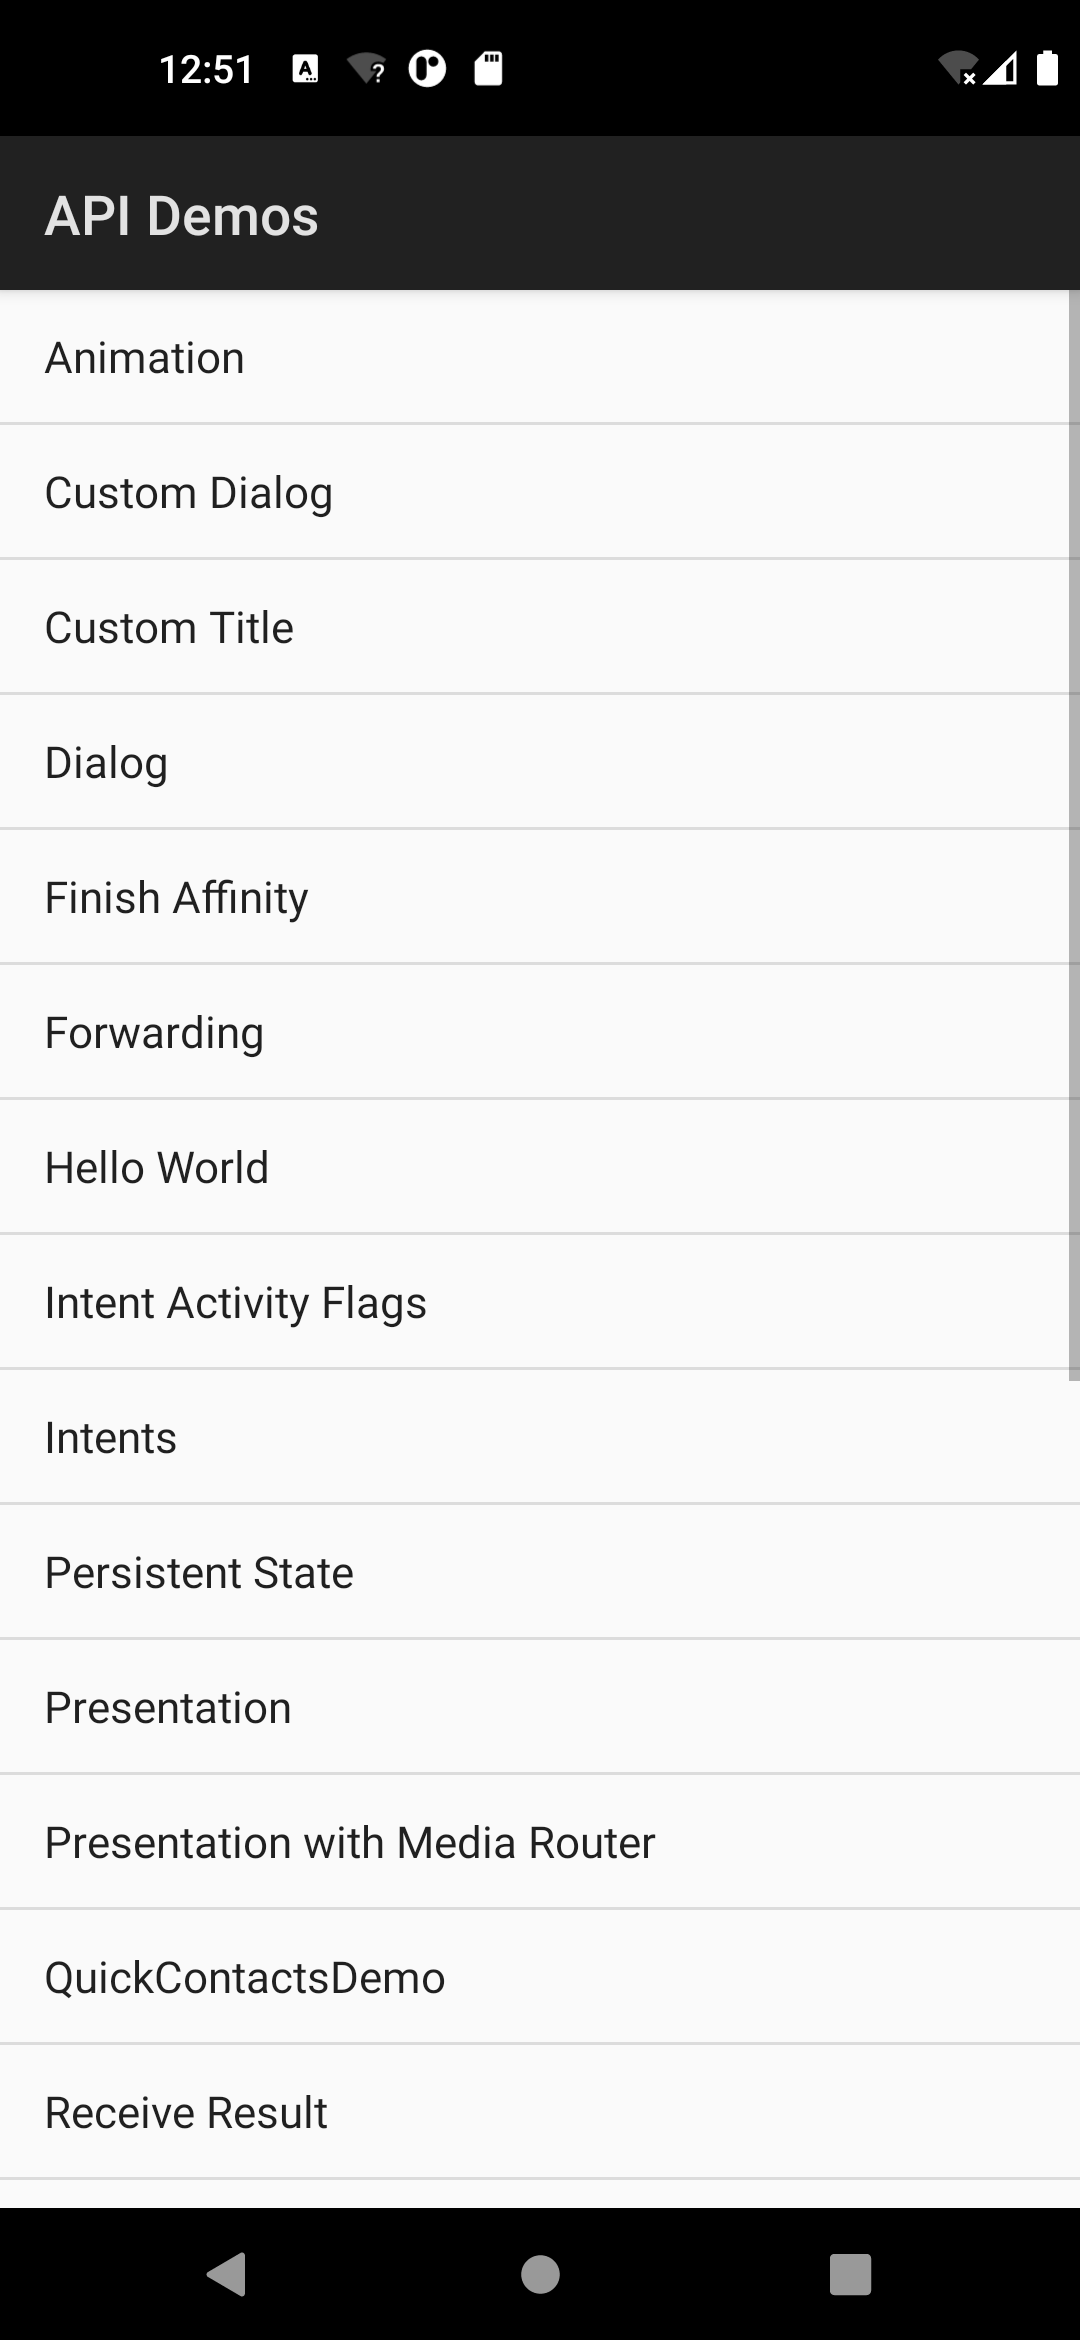 12:51
API Demos
Animation
Custom Dialog
Custom Title
Dialog
Finish Affinity
Forwarding
Hello World
Intent Activity Flags
Intents
Persistent State
Presentation
Presentation with Media Router
QuickContactsDemo
Receive Result